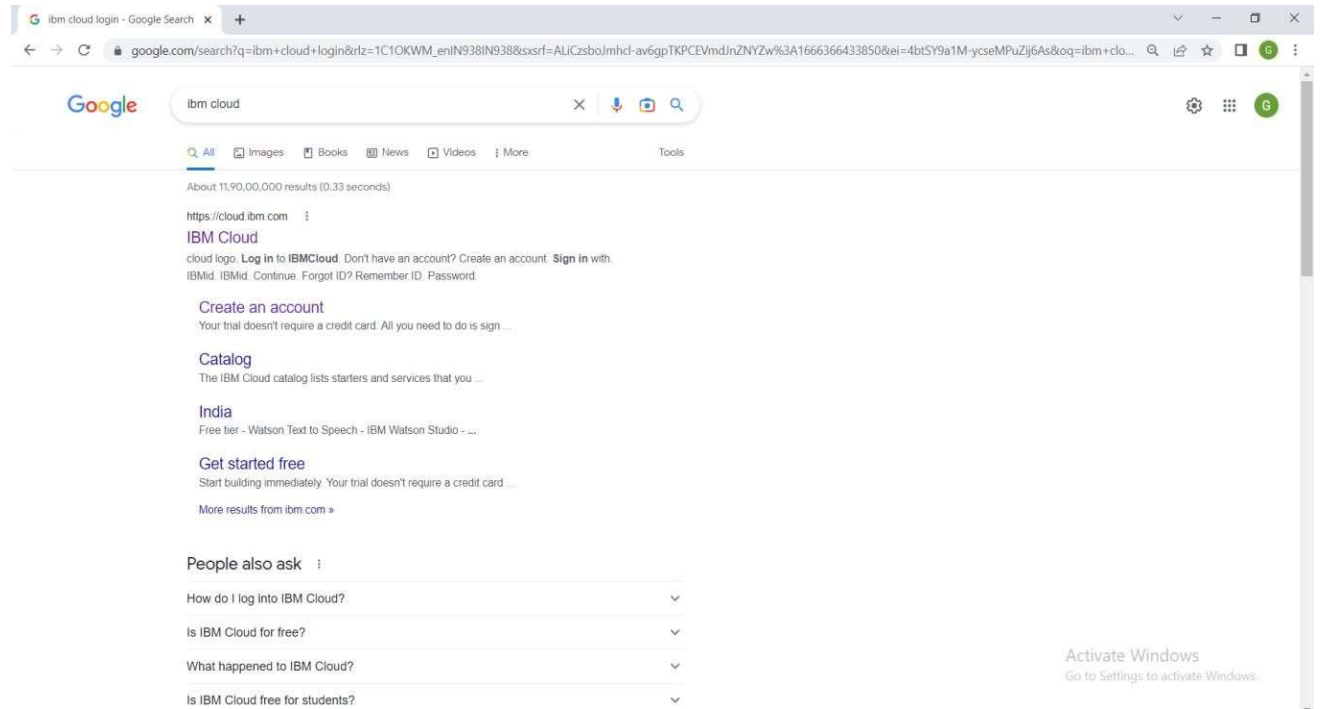 ibm cloud login - Google Search
google.com/search?q=ibm+cloud+login&rlz=1C1OKWM_enIN938IN938&sxsrf=ALiCzsboJmhcl-av6gpTKPCEVmdJnZNYZw%3A1666366433850&ei=4btSY9a1M-ycseMPuZij6As&oq=ibm+clo...
G
Google
ibm cloud
G
All Images Books News Videos More Tools
About 11,90,00,000 results (0.33 seconds)
https://cloud.ibm.com
IBM Cloud
cloud logo. Log in to IBMCloud. Don't have an account? Create an account. Sign in with.
IBMid. IBMid. Continue. Forgot ID? Remember ID. Password.
Create an account
Your trial doesn't require a credit card. All you need to do is sign ...
Catalog
The IBM Cloud catalog lists starters and services that you ...
India
Free tier - Watson Text to Speech - IBM Watson Studio - ...
Get started free
Start building immediately. Your trial doesn't require a credit card ...
More results from ibm.com »
People also ask
How do I log into IBM Cloud?
Is IBM Cloud for free?
What happened to IBM Cloud?
Is IBM Cloud free for students?
Activate Windows
Go to Settings to activate Windows.